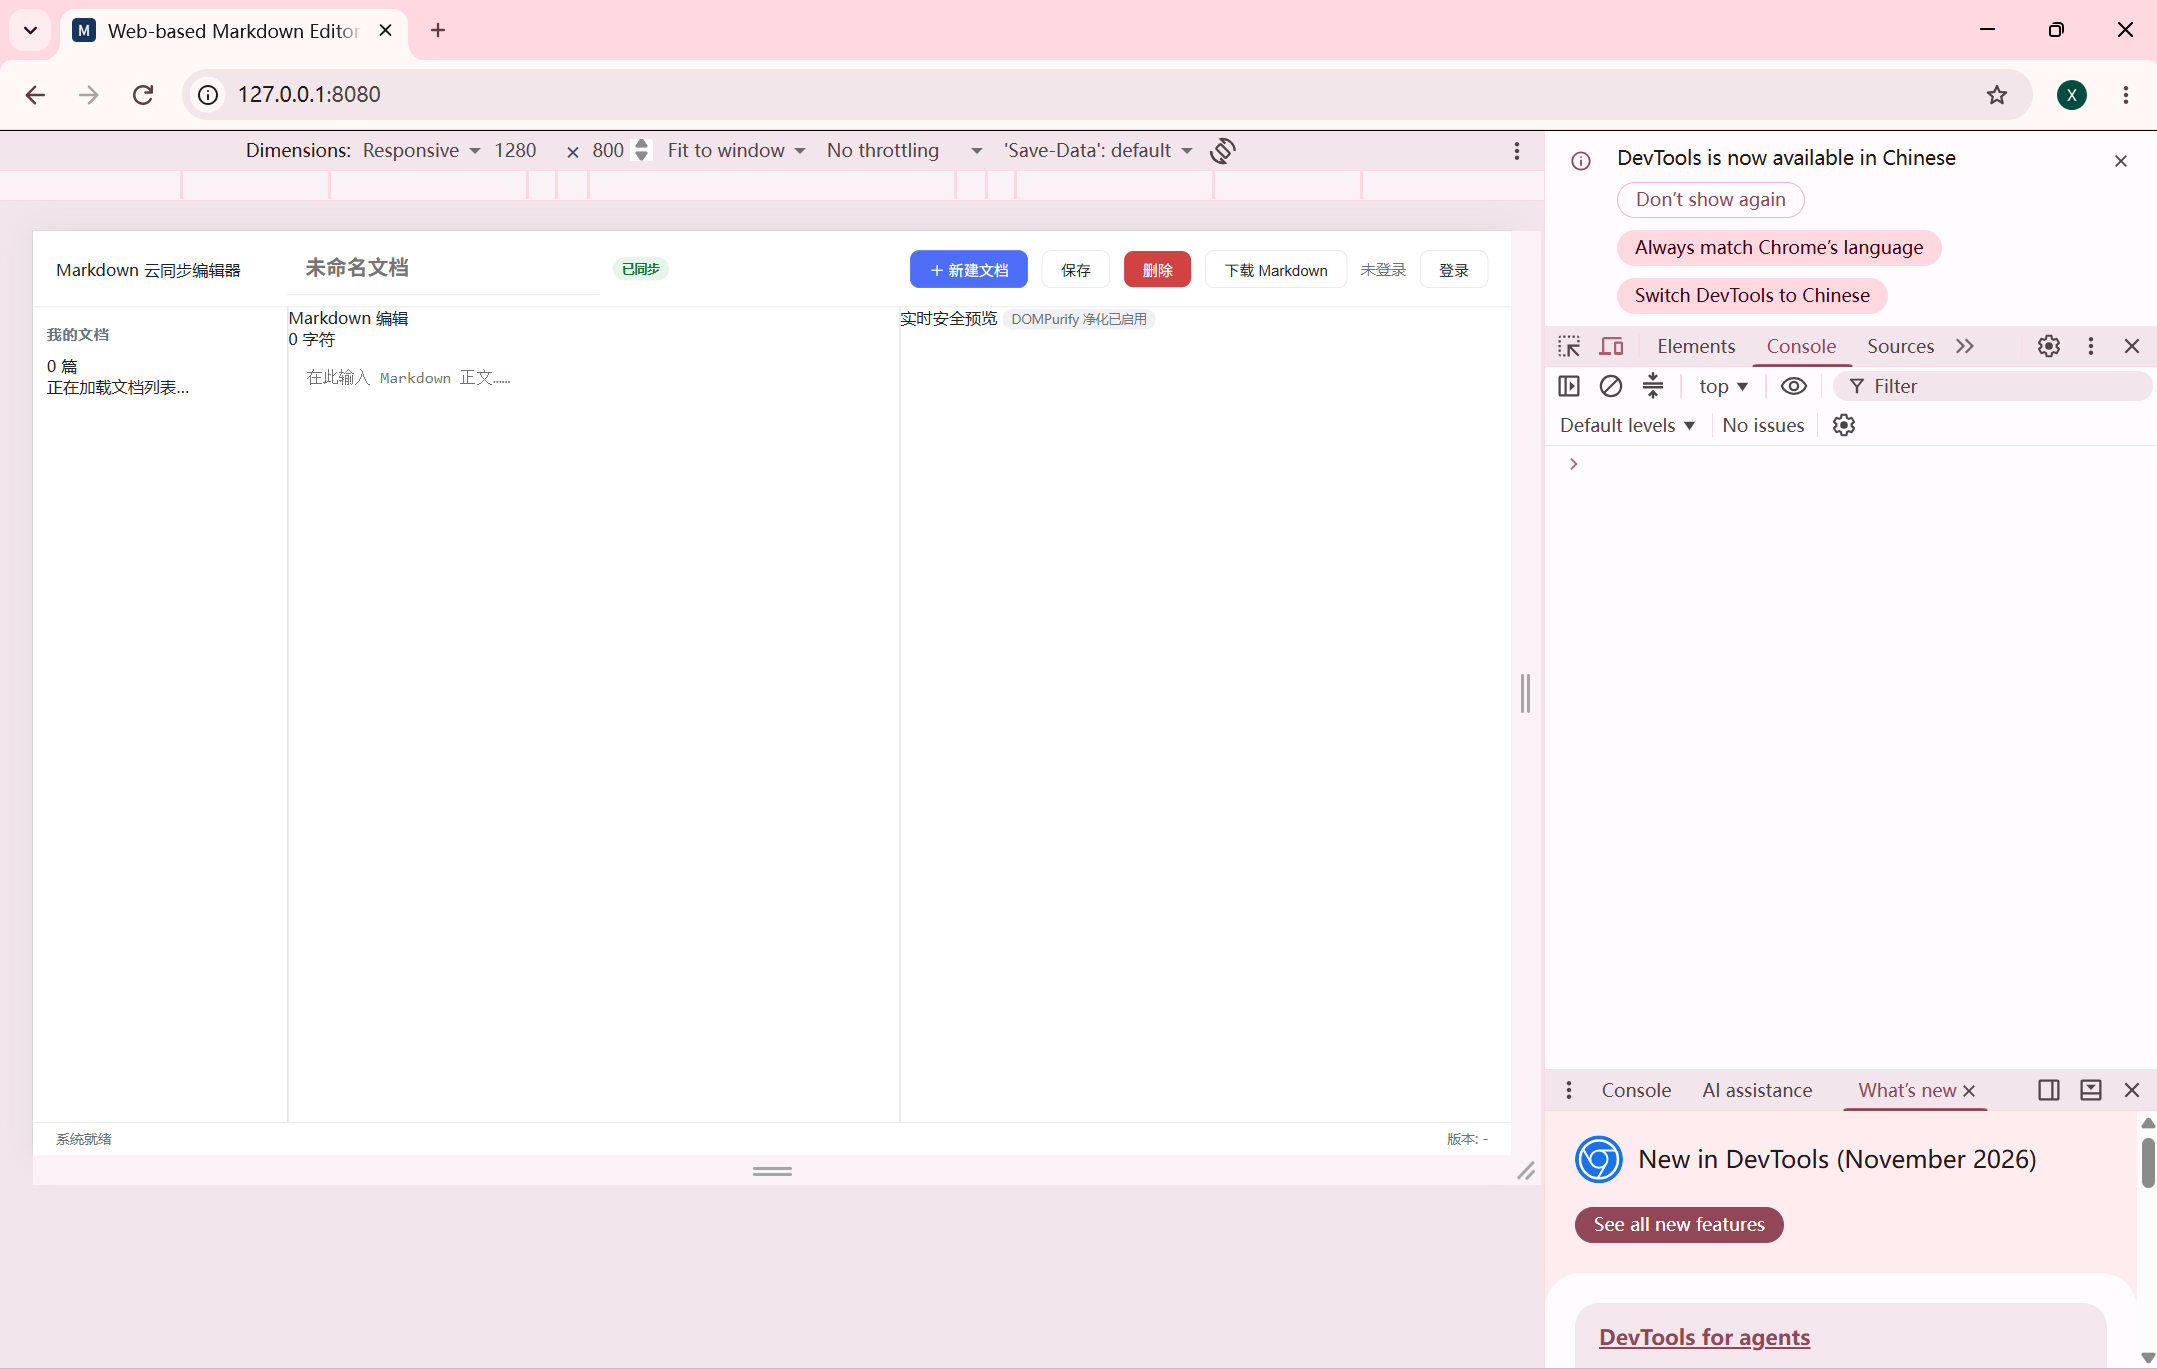 M Web-based Markdown Editor
127.0.0.1:8080
X
Dimensions: Responsive 1280 × 800 Fit to window No throttling 'Save-Data': default
Markdown 云同步编辑器
未命名文档
已同步
+ 新建文档
保存
删除
下载 Markdown
未登录
登录
我的文档
0 篇
正在加载文档列表...
Markdown 编辑
0 字符
在此输入 Markdown 正文……
实时安全预览 DOMPurify 净化已启用
系统就绪
版本: -
DevTools is now available in Chinese
Don't show again
Always match Chrome's language
Switch DevTools to Chinese
Elements Console Sources
top Filter
Default levels No issues
Console AI assistance What's new
New in DevTools (November 2026)
See all new features
DevTools for agents